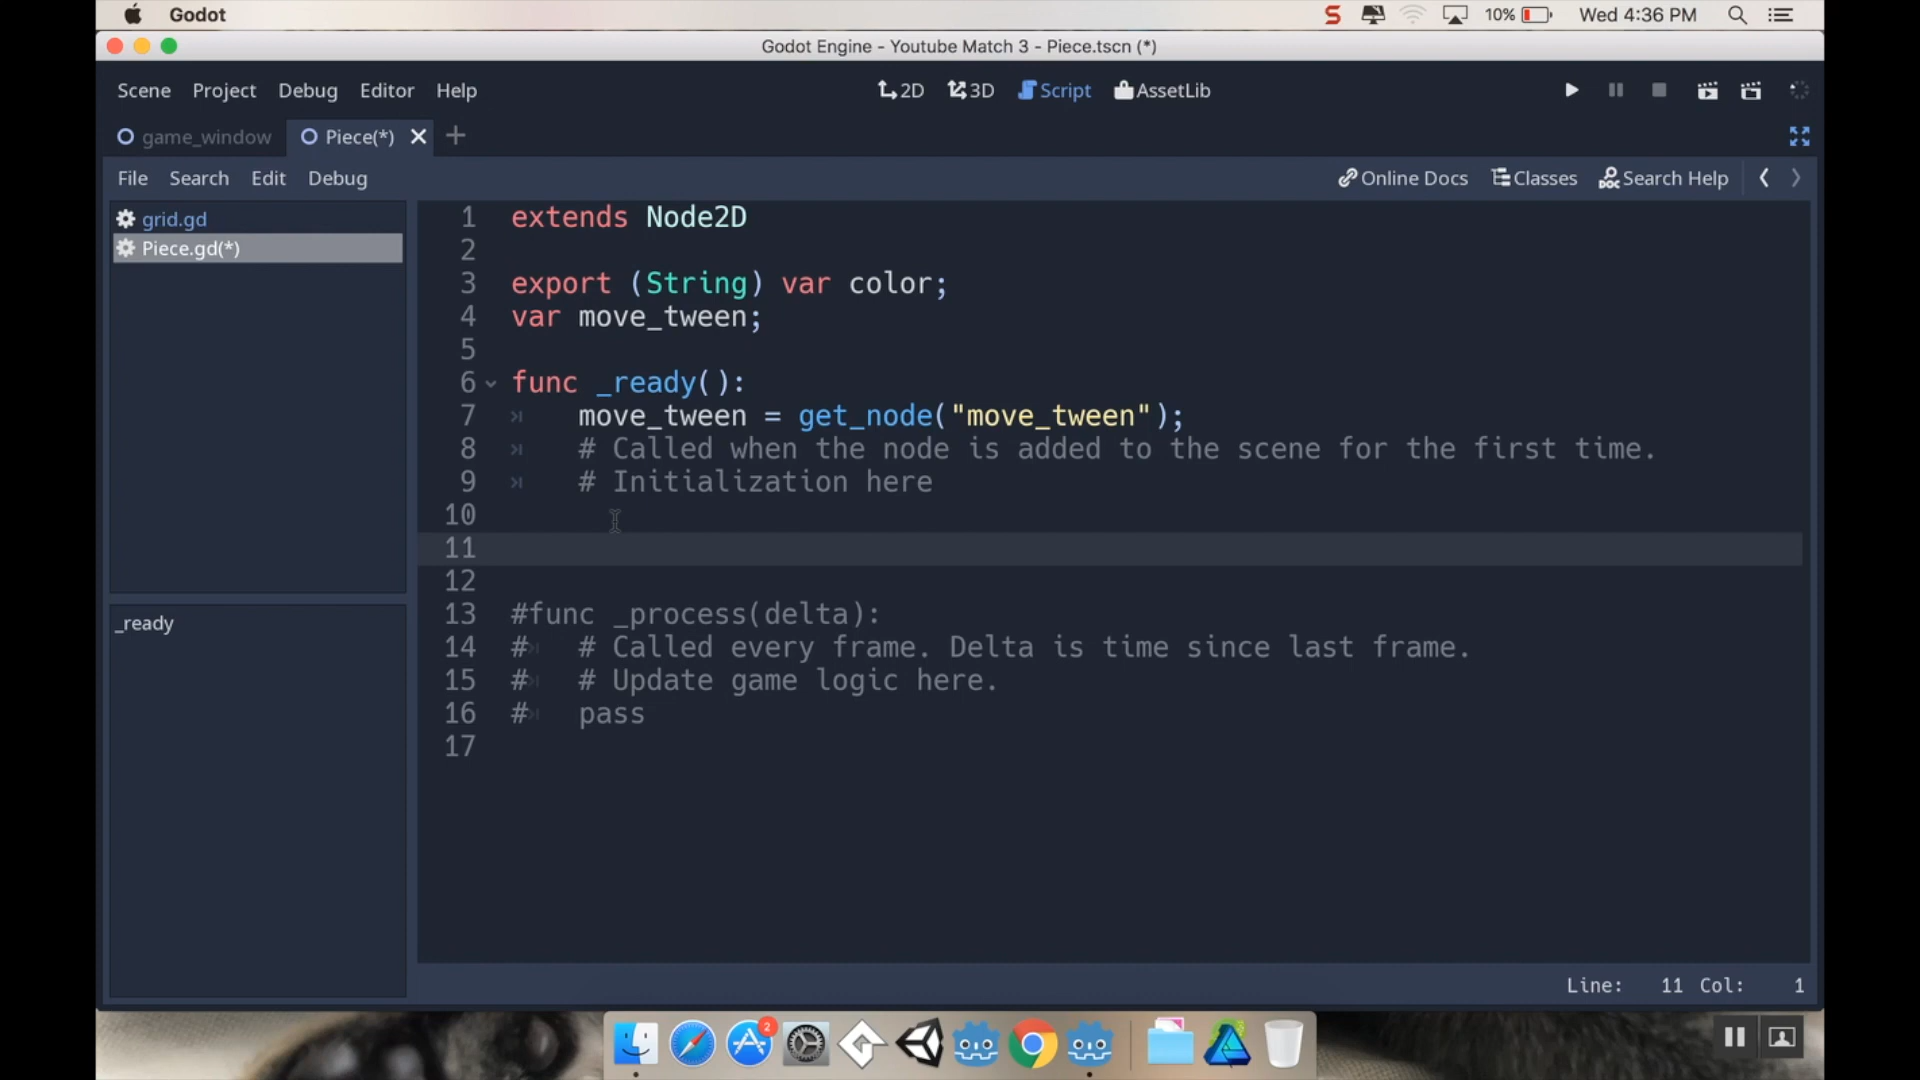 Godot
10%
Wed 4:36 PM
Godot Engine - Youtube Match 3 - Piece.tscn (*)
Scene Project Debug Editor Help
2D 3D Script AssetLib
game_window
Piece(*)
File Search Edit Debug
Online Docs Classes Search Help
grid.gd
Piece.gd(*)
_ready
1 extends Node2D
2
3 export (String) var color;
4 var move_tween;
5
6 func _ready():
7 move_tween = get_node("move_tween");
8 # Called when the node is added to the scene for the first time.
9 # Initialization here
10
11
12
13 #func _process(delta):
14 # # Called every frame. Delta is time since last frame.
15 # # Update game logic here.
16 # pass
17
Line: 11 Col: 1
2